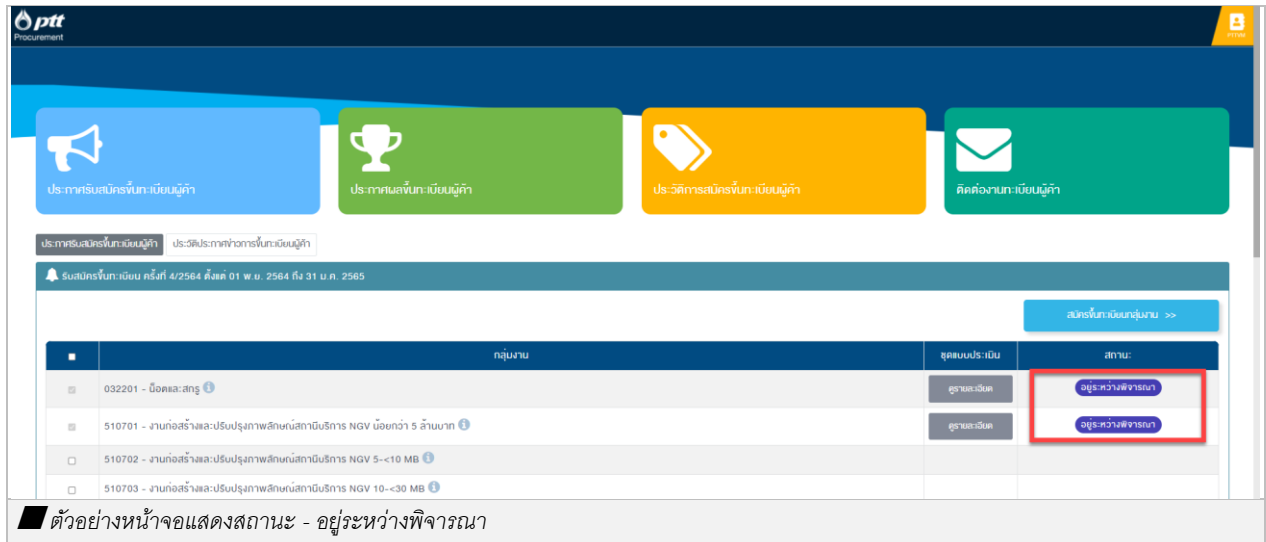 ptt
Procurement
PTTVM
ประกาศรับสมัครขึ้นทะเบียนผู้ค้า
ประกาศผลขึ้นทะเบียนผู้ค้า
ประวัติการสมัครขึ้นทะเบียนผู้ค้า
ติดต่องานทะเบียนผู้ค้า
ประกาศรับสมัครขึ้นทะเบียนผู้ค้า ประวัติประกาศข่าวการขึ้นทะเบียนผู้ค้า
รับสมัครขึ้นทะเบียน ครั้งที่ 4/2564 ตั้งแต่ 01 พ.ย. 2564 ถึง 31 ม.ค. 2565
สมัครขึ้นทะเบียนกลุ่มงาน >>
กลุ่มงาน ชุดแบบประเมิน สถานะ
032201 - น็อตและสกรู ดูรายละเอียด อยู่ระหว่างพิจารณา
510701 - งานก่อสร้างและปรับปรุงภาพลักษณ์สถานีบริการ NGV น้อยกว่า 5 ล้านบาท ดูรายละเอียด อยู่ระหว่างพิจารณา
510702 - งานก่อสร้างและปรับปรุงภาพลักษณ์สถานีบริการ NGV 5-<10 MB
510703 - งานก่อสร้างและปรับปรุงภาพลักษณ์สถานีบริการ NGV 10-<30 MB
ตัวอย่างหน้าจอแสดงสถานะ - อยู่ระหว่างพิจารณา